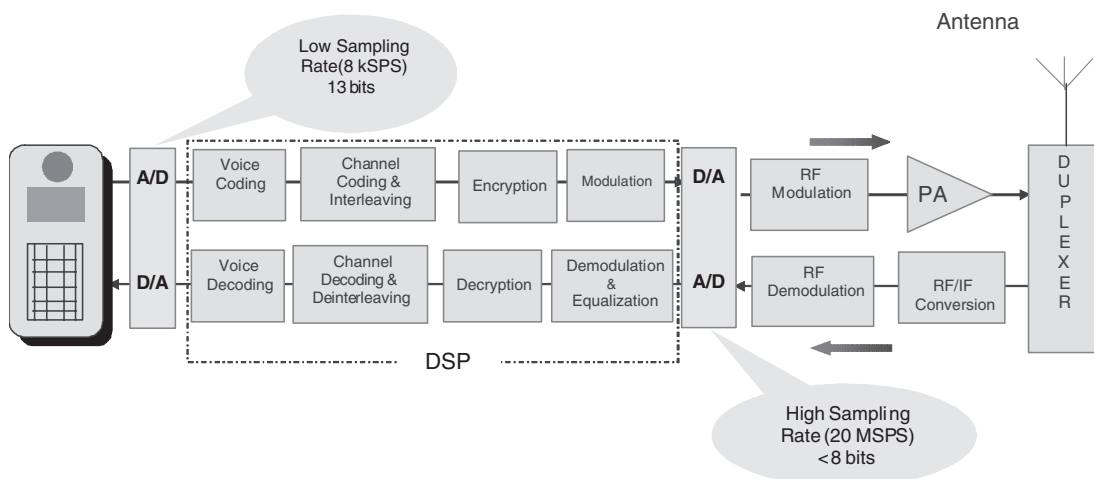 Antenna
Low Sampling
Rate(8 kSPS)
13 bits
A/D
Voice
Coding
Channel
Coding &
Interleaving
Encryption
Modulation
D/A
RF
Modulation
PA
DUPLEXER
D/A
Voice
Decoding
Channel
Decoding &
Deinterleaving
Decryption
Demodulation
&
Equalization
A/D
RF
Demodulation
RF/IF
Conversion
DSP
High Sampling
Rate (20 MSPS)
<8 bits